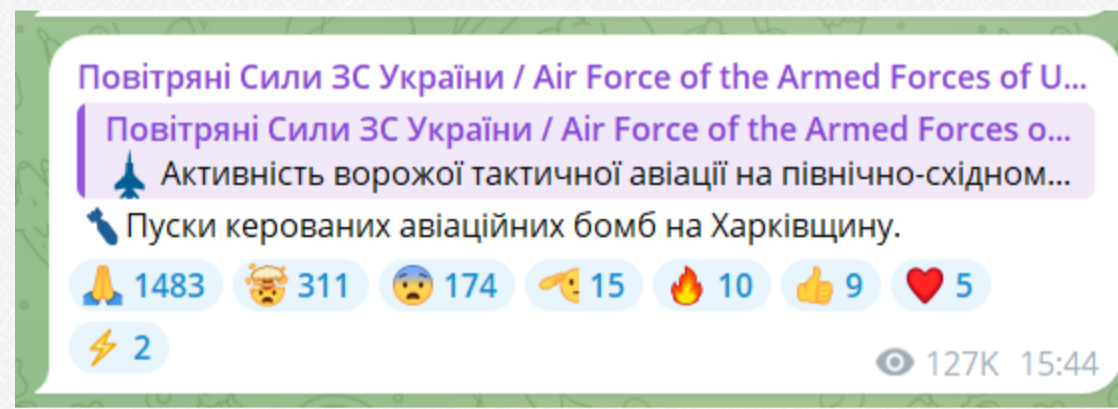 Повітряні Сили ЗС України / Air Force of the Armed Forces of U...
Повітряні Сили ЗС України / Air Force of the Armed Forces o...
Активність ворожої тактичної авіації на північно-східном...
Пуски керованих авіаційних бомб на Харківщину.
1483 311 174 15 10 9 5
2
127K 15:44